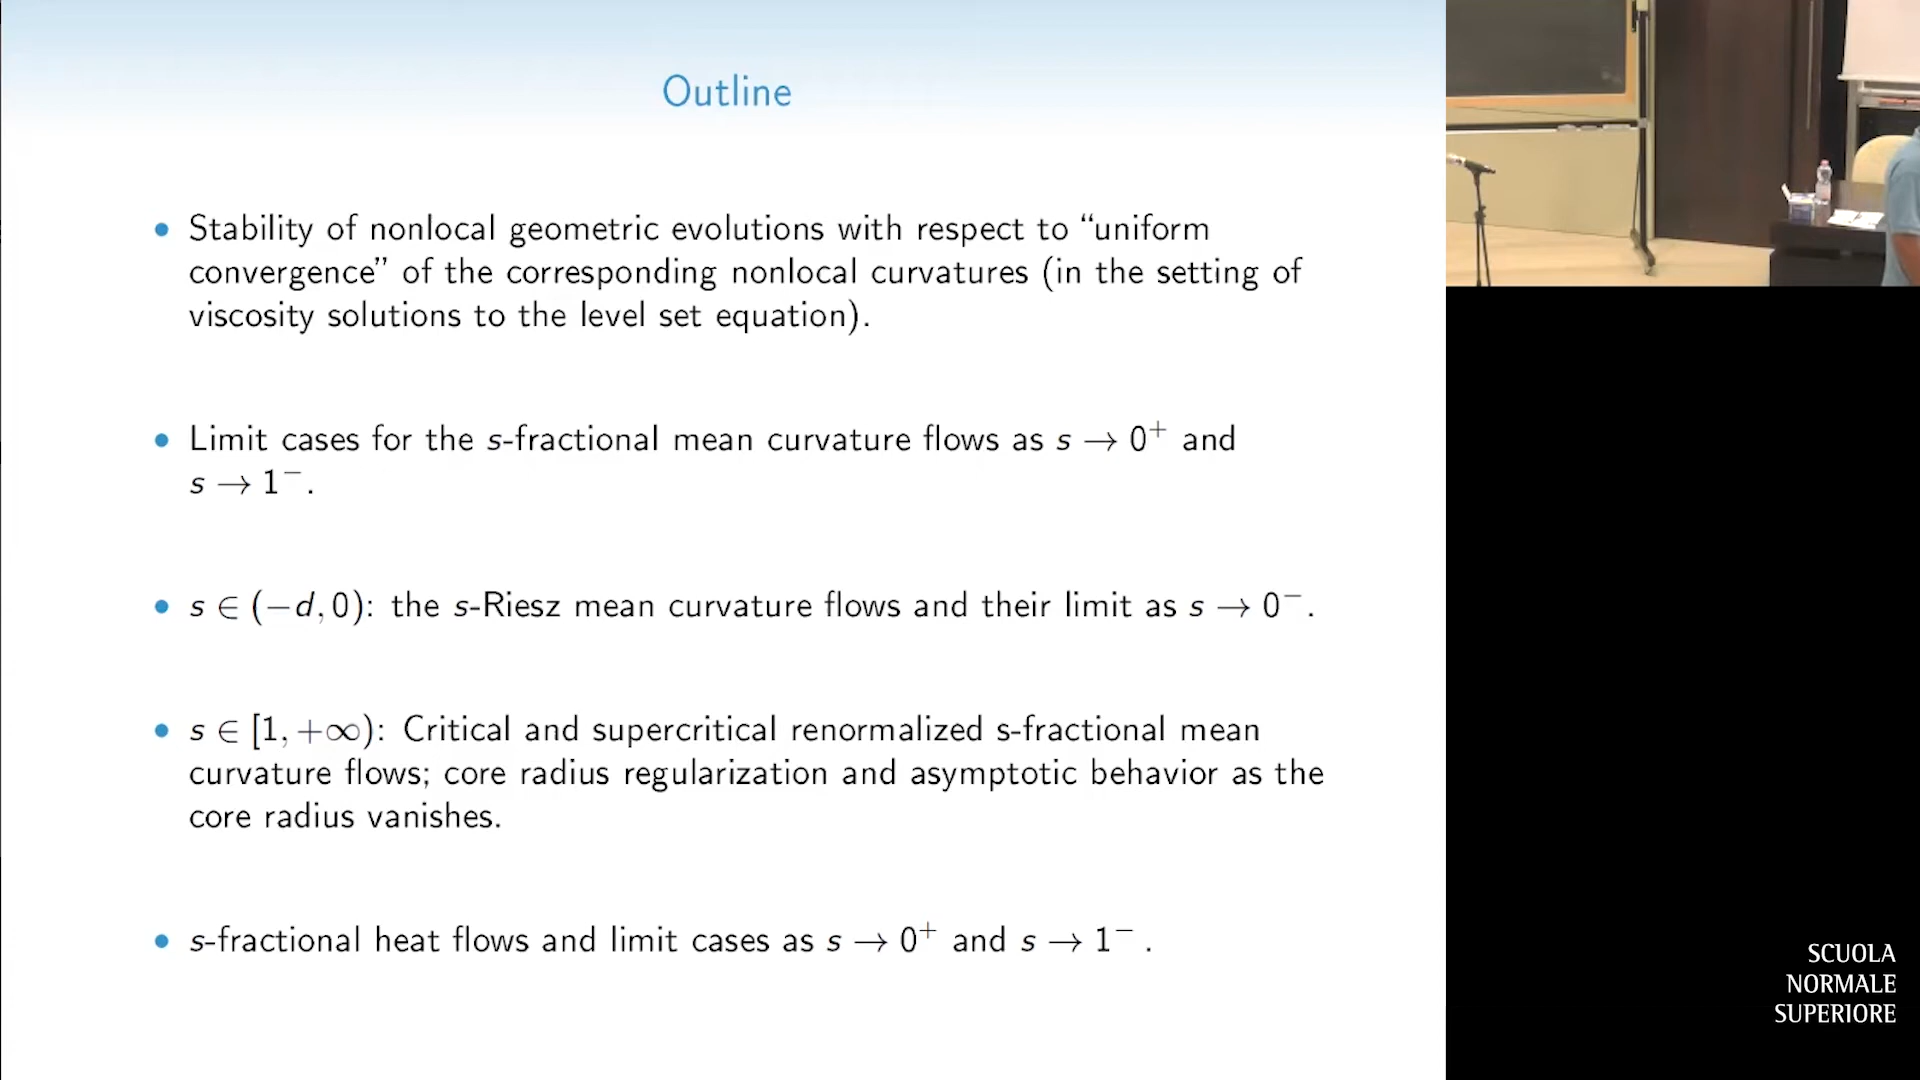 Outline
• Stability of nonlocal geometric evolutions with respect to “uniform
convergence” of the corresponding nonlocal curvatures (in the setting of
viscosity solutions to the level set equation).
• Limit cases for the s-fractional mean curvature flows as s → 0⁺ and
s → 1⁻.
• s ∈ (−d, 0): the s-Riesz mean curvature flows and their limit as s → 0⁻.
• s ∈ [1, +∞): Critical and supercritical renormalized s-fractional mean
curvature flows; core radius regularization and asymptotic behavior as the
core radius vanishes.
• s-fractional heat flows and limit cases as s → 0⁺ and s → 1⁻ .
SCUOLA
NORMALE
SUPERIORE